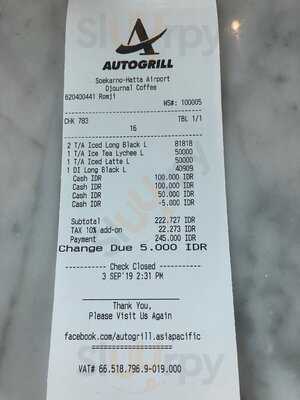 AUTOGRILL
Soekarno-Hatta Airport
Djournal Coffee
620400441 Romji
WS#: 100005
CHK 783 TBL 1/1
16
2 T/A Iced Long Black L 81818
1 T/A Ice Tea Lychee L 50000
1 T/A Iced Latte L 50000
1 DI Long Black L 40909
Cash IDR 100.000 IDR
Cash IDR 100.000 IDR
Cash IDR 50.000 IDR
Cash IDR -5.000 IDR
Subtotal 222.727 IDR
TAX 10% add-on 22.273 IDR
Payment 245.000 IDR
Change Due 5.000 IDR
---------- Check Closed ----------
3 SEP'19 2:31 PM
Thank You,
Please Visit Us Again
facebook.com/autogrill.asiapacific
====================
VAT# 66.518.796.9-019.000